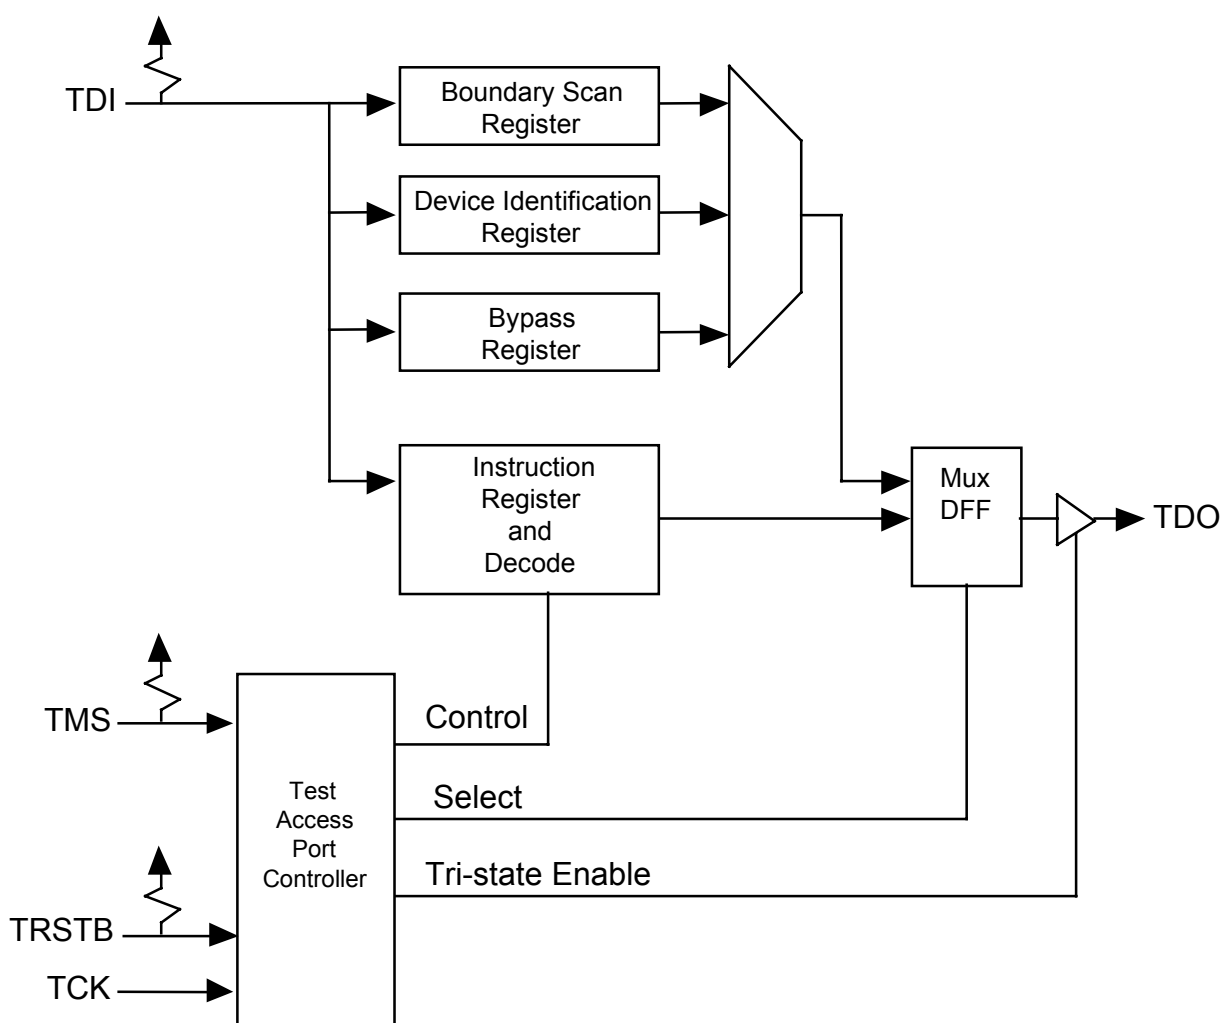 TDI
Boundary Scan
Register
Device Identification
Register
Bypass
Register
Instruction
Register
and
Decode
Mux
DFF
TDO
TMS
Control
Test
Access
Port
Controller
Select
Tri-state Enable
TRSTB
TCK